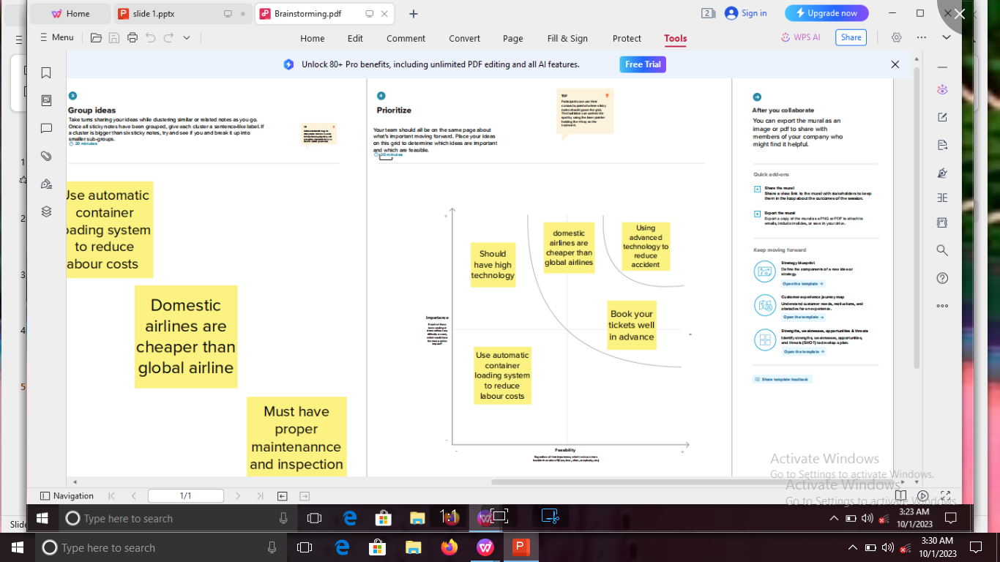 Home
slide 1.pptx
Brainstorming.pdf
2
Sign in
Upgrade now
Menu
Home
Edit
Comment
Convert
Page
Fill & Sign
Protect
Tools
WPS AI
Share
Unlock 80+ Pro benefits, including unlimited PDF editing and all AI features.
Free Trial
3
Group ideas
Take turns sharing your ideas while clustering similar or related notes as you go.
Once all sticky notes have been grouped, give each cluster a sentence-like label. If
a cluster is bigger than six sticky notes, try and see if you and break it up into
smaller sub-groups.
20 minutes
Use automatic
container
loading system
to reduce
labour costs
Domestic
airlines are
cheaper than
global airline
Must have
proper
maintenannce
and inspection
4
Prioritize
Your team should all be on the same page about
what's important moving forward. Place your ideas
on this grid to determine which ideas are important
and which are feasible.
20 minutes
TIP
Participants can use their
cursors to point at where sticky
notes should go on the grid.
The facilitator can confirm the
spot by using the laser pointer
holding the H key on the
keyboard.
Should
have high
technology
domestic
airlines are
cheaper than
global airlines
Using
advanced
technology to
reduce
accident
Book your
tickets well
in advance
Use automatic
container
loading system
to reduce
labour costs
Importance
Feasibility
After you collaborate
You can export the mural as an
image or pdf to share with
members of your company who
might find it helpful.
Quick add-ons
Share the mural
Share a view link to the mural with stakeholders to keep
them in the loop about the outcomes of the session.
Export the mural
Export a copy of the mural as a PNG or PDF to attach to
emails, include in slides, or save in your drive.
Keep moving forward
Strategy blueprint
Define the components of a new idea or
strategy.
Open the template →
Customer experience journey map
Understand customer needs, motivations, and
obstacles for an experience.
Open the template →
Strengths, weaknesses, opportunities & threats
Identify strengths, weaknesses, opportunities,
and threats (SWOT) to develop a plan.
Open the template →
Share template feedback
Activate Windows
Go to Settings to activate Windows.
Activate Windows
Go to Settings to activate Windows.
1
2
3
4
5
Slide
Navigation
1/1
Type here to search
1:1
3:23 AM
10/1/2023
Type here to search
3:30 AM
10/1/2023